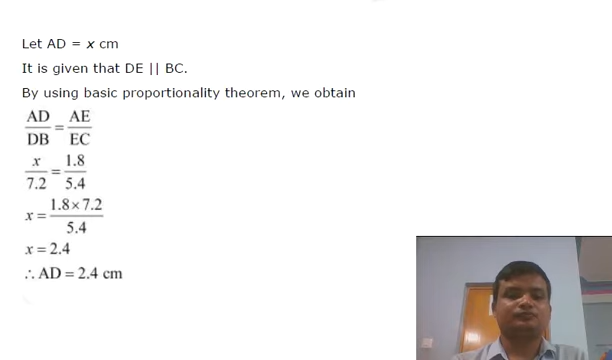 Let AD = x cm
It is given that DE || BC.
By using basic proportionality theorem, we obtain
AD/DB = AE/EC
x/7.2 = 1.8/5.4
x = 1.8 × 7.2/5.4
x = 2.4
∴ AD = 2.4 cm